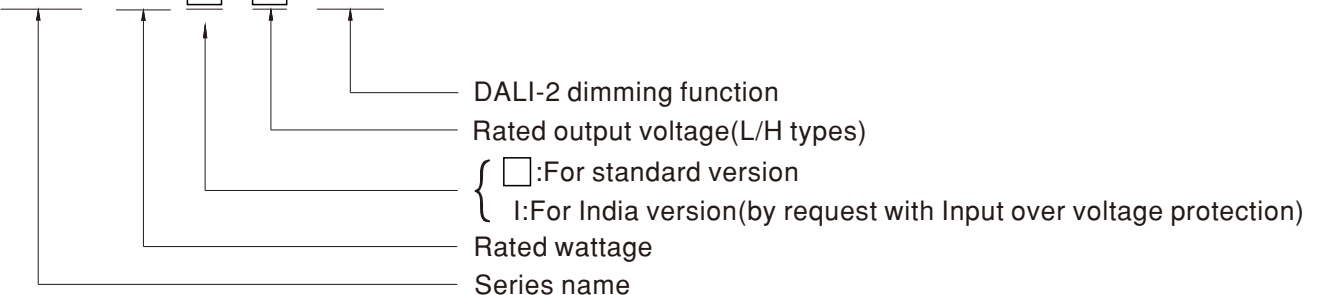 DALI-2 dimming function
Rated output voltage(L/H types)
□:For standard version
I:For India version(by request with Input over voltage protection)
Rated wattage
Series name